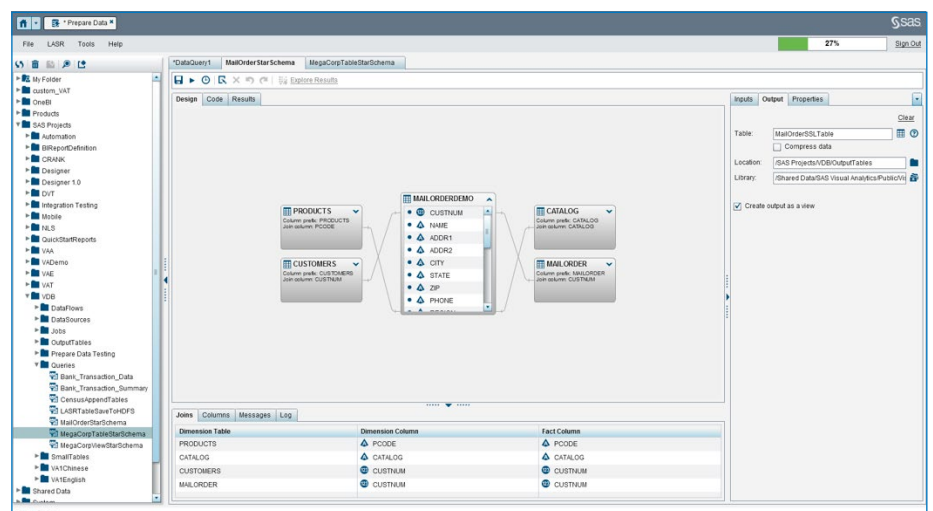 * Prepare Data ×
sas
File LASR Tools Help
27%
Sign Out
My Folder
custom_VAT
OneBI
Products
SAS Projects
Automation
BIReportDefinition
CRANK
Designer
Designer 1.0
DVT
Integration Testing
Mobile
NLS
QuickStartReports
VAA
VADemo
VAE
VAT
VDB
DataFlows
DataSources
Jobs
OutputTables
Prepare Data Testing
Queries
Bank_Transaction_Data
Bank_Transaction_Summary
CensusAppendTables
LASRTableSaveToHDFS
MailOrderStarSchema
MegaCorpTableStarSchema
MegaCorpViewStarSchema
SmallTables
VA1Chinese
VA1English
Shared Data
System
*DataQuery1 MailOrderStarSchema MegaCorpTableStarSchema
Explore Results
Design Code Results
PRODUCTS
Column prefix: PRODUCTS
Join column: PCODE
CUSTOMERS
Column prefix: CUSTOMERS
Join column: CUSTNUM
MAILORDERDEMO
CUSTNUM
NAME
ADDR1
ADDR2
CITY
STATE
ZIP
PHONE
CATALOG
Column prefix: CATALOG
Join column: CATALOG
MAILORDER
Column prefix: MAILORDER
Join column: CUSTNUM
Joins Columns Messages Log
Dimension Table Dimension Column Fact Column
PRODUCTS PCODE PCODE
CATALOG CATALOG CATALOG
CUSTOMERS CUSTNUM CUSTNUM
MAILORDER CUSTNUM CUSTNUM
Inputs Output Properties
Clear
Table: MailOrderSSLTable
Compress data
Location: /SAS Projects/VDB/OutputTables
Library: /Shared Data/SAS Visual Analytics/Public/Vis
Create output as a view